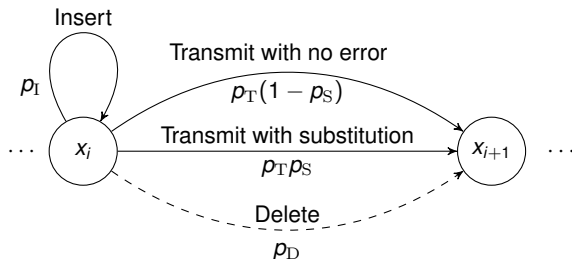 Insert
p_I
Transmit with no error
p_T(1 − p_S)
Transmit with substitution
p_T p_S
⋯ x_i
x_{i+1} ⋯
Delete
p_D